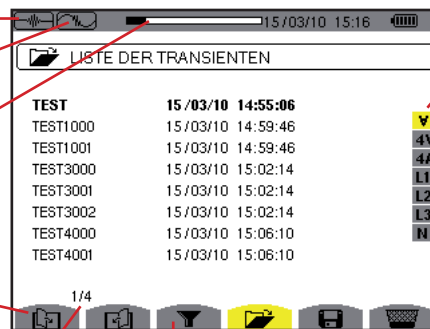 15/03/10 15:16
LISTE DER TRANSIENTEN
TEST 15/03/10 14:55:06
TEST1000 15/03/10 14:59:46
TEST1001 15/03/10 14:59:46
TEST3000 15/03/10 15:02:14
TEST3001 15/03/10 15:02:14
TEST3002 15/03/10 15:02:14
TEST4000 15/03/10 15:06:10
TEST4001 15/03/10 15:06:10
∀
4V
4A
L1
L2
L3
N
1/4